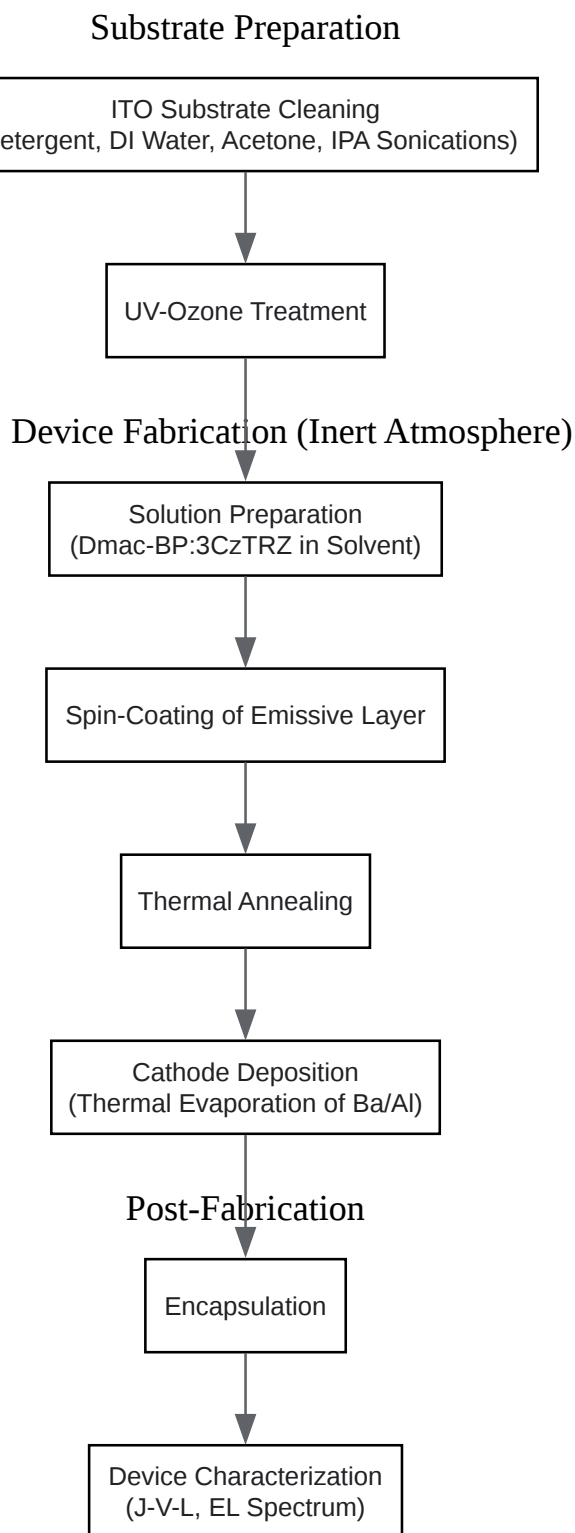 Substrate Preparation
ITO Substrate Cleaning
etergent, DI Water, Acetone, IPA Sonications)
UV-Ozone Treatment
Device Fabrication (Inert Atmosphere)
Solution Preparation
(Dmac-BP:3CzTRZ in Solvent)
Spin-Coating of Emissive Layer
Thermal Annealing
Cathode Deposition
(Thermal Evaporation of Ba/Al)
Post-Fabrication
Encapsulation
Device Characterization
(J-V-L, EL Spectrum)